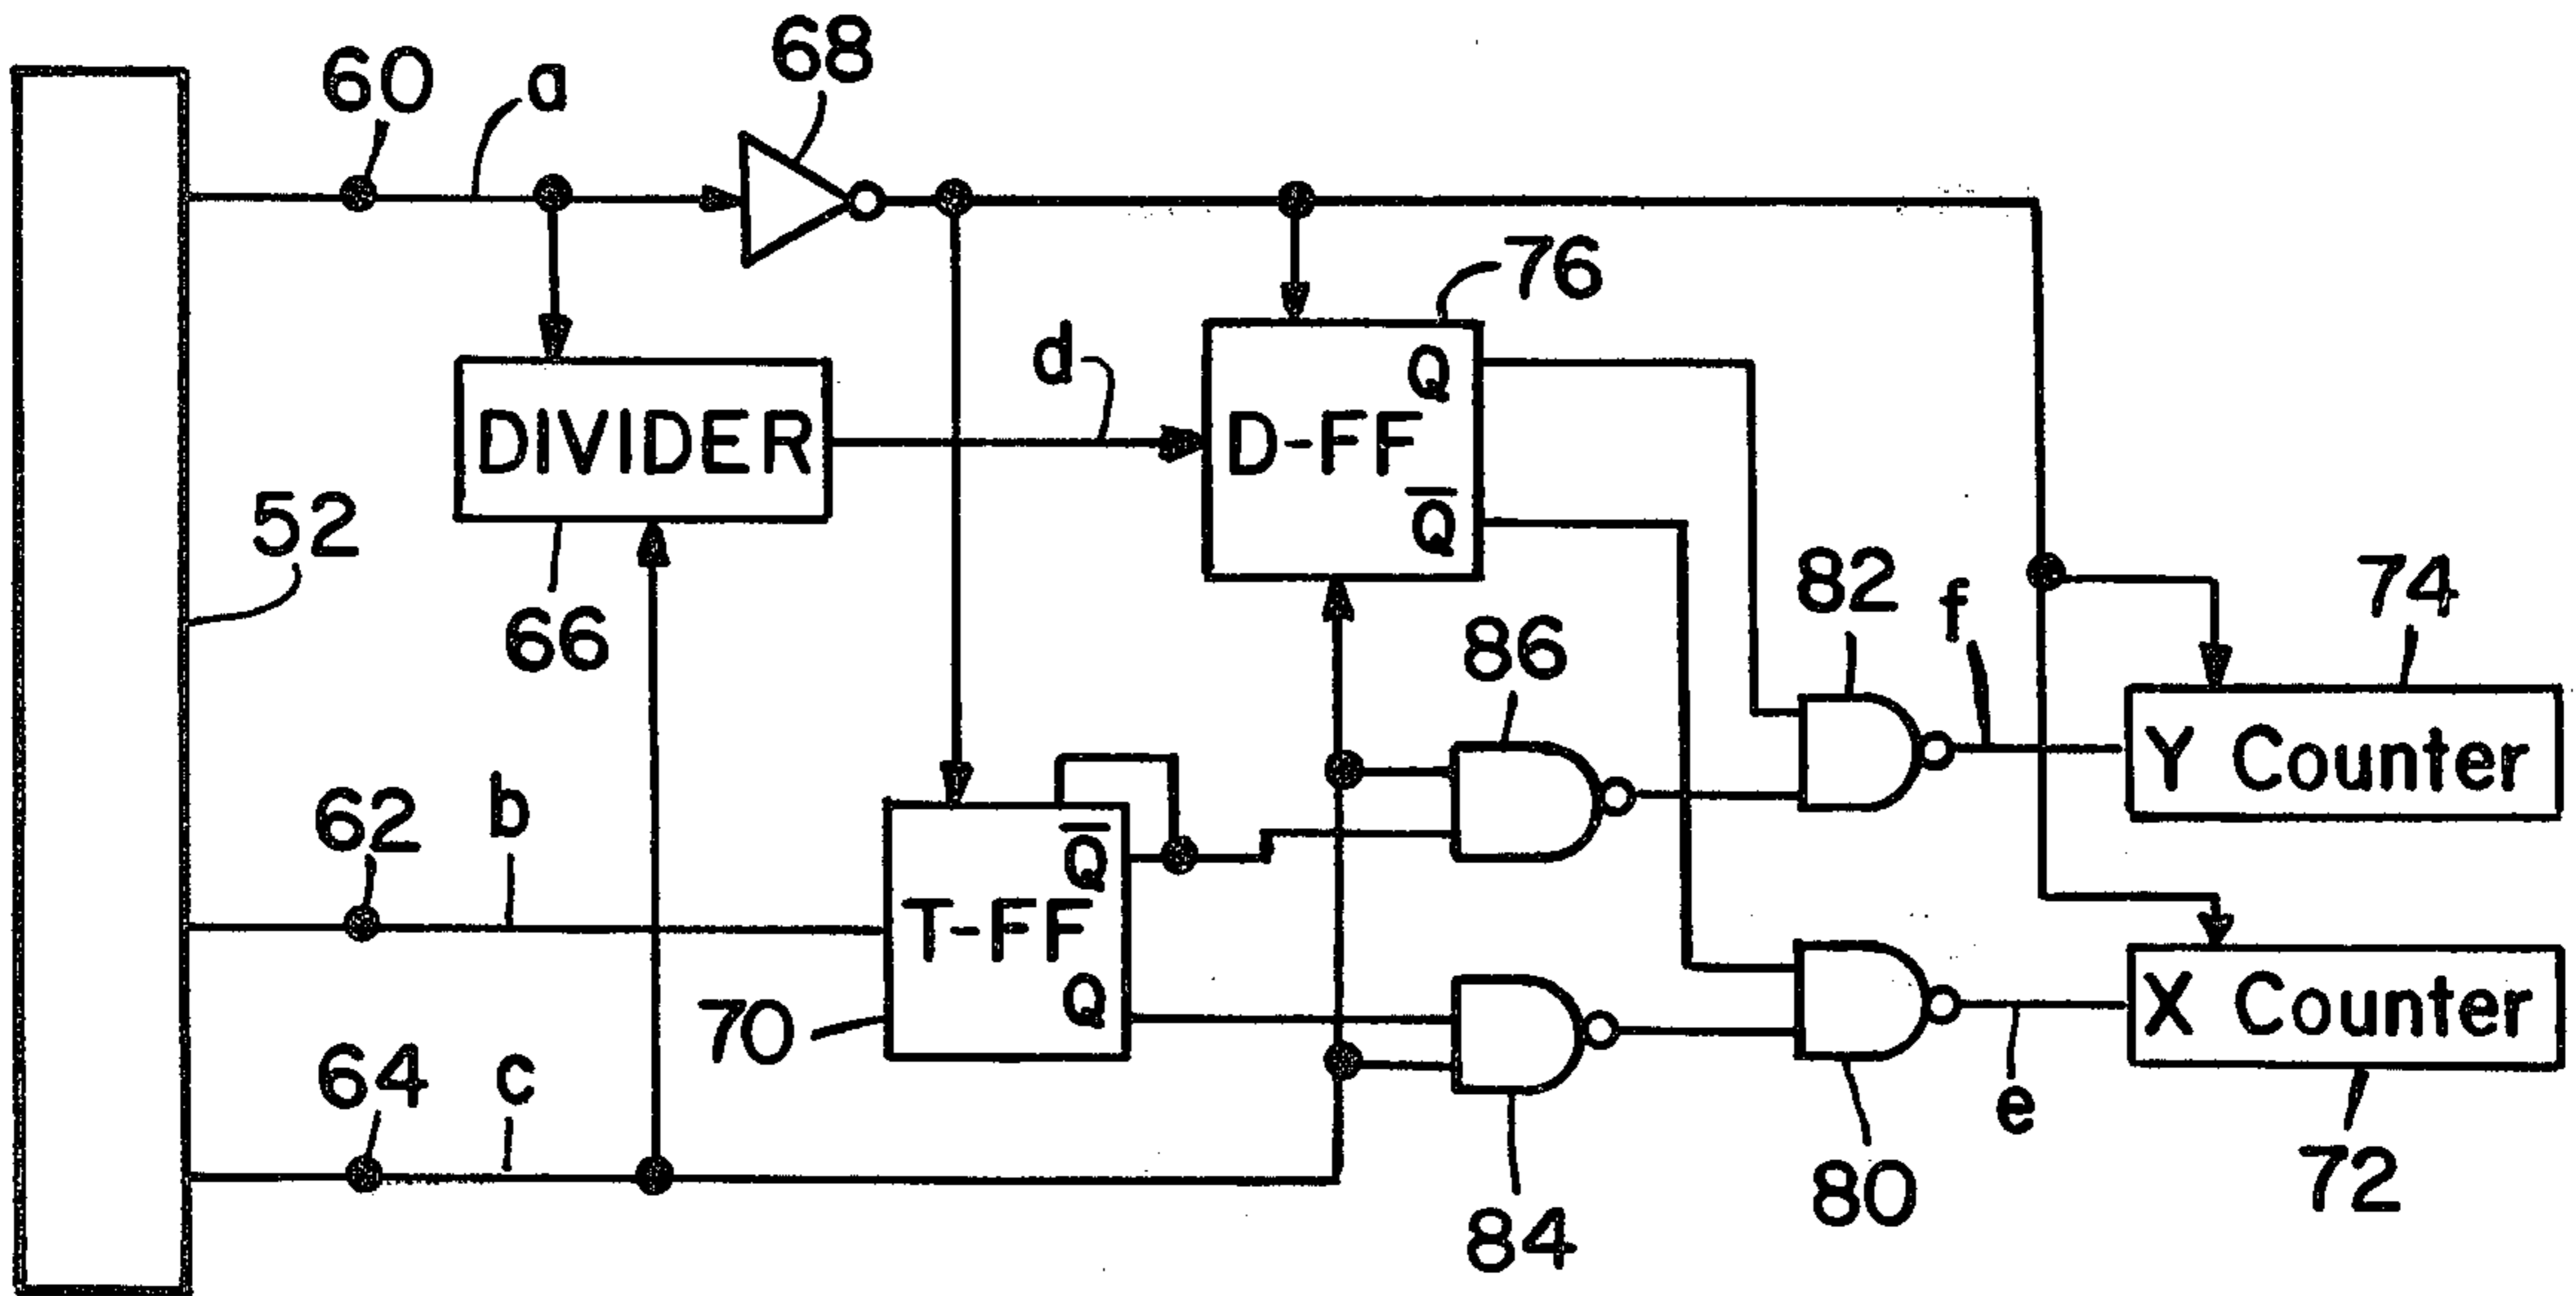 60
a
68
76
Q
d
DIVIDER
D-FF
Q̅
52
66
86
82
f
74
Y Counter
62
b
Q̅
T-FF
Q
70
X Counter
64
c
e
84
80
72